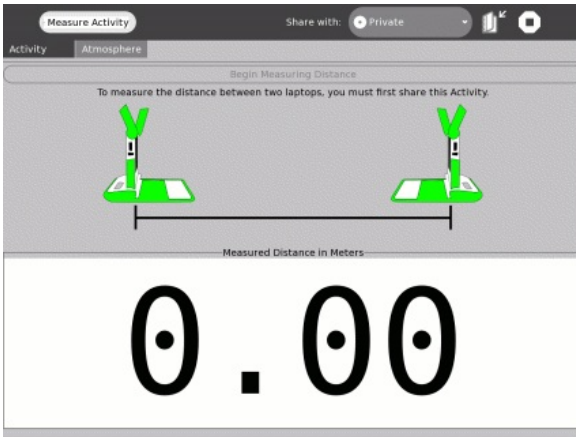 Measure Activity Share with: Private
Activity Atmosphere
Begin Measuring Distance
To measure the distance between two laptops, you must first share this Activity.
Measured Distance in Meters
0.00